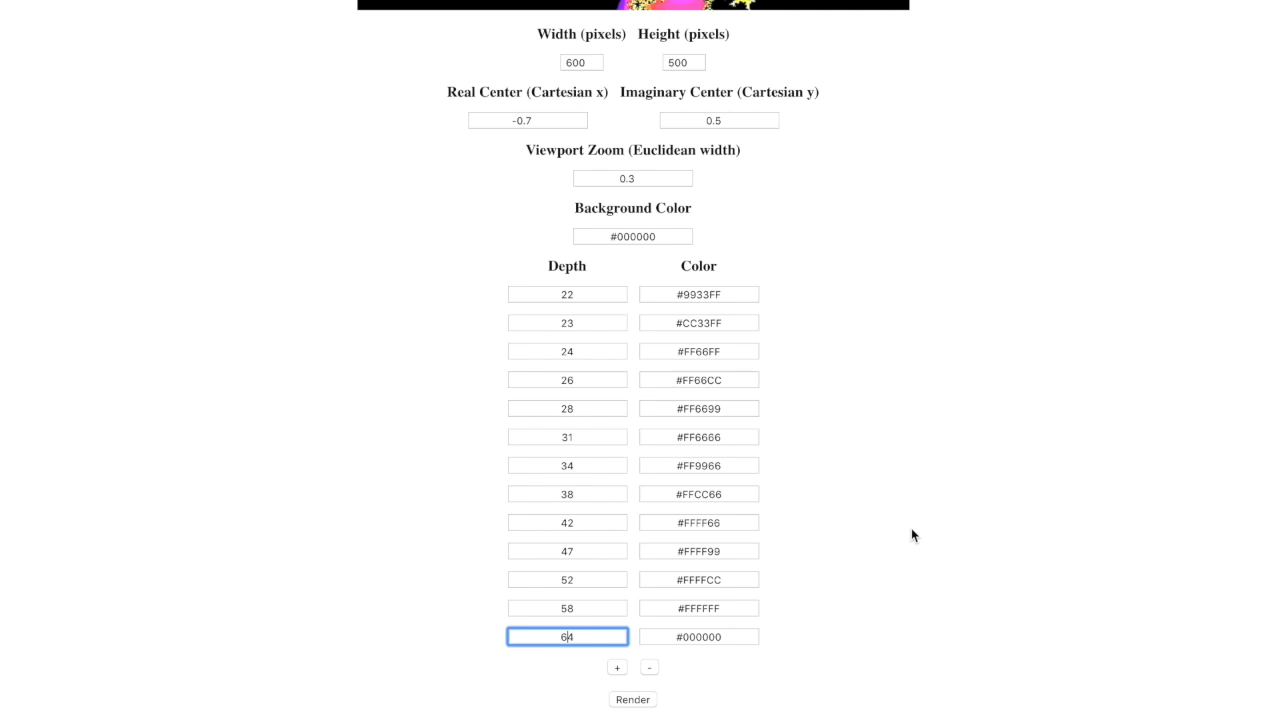 Width (pixels) Height (pixels)
600 500
Real Center (Cartesian x) Imaginary Center (Cartesian y)
-0.7 0.5
Viewport Zoom (Euclidean width)
0.3
Background Color
#000000
Depth Color
22 #9933FF
23 #CC33FF
24 #FF66FF
26 #FF66CC
28 #FF6699
31 #FF6666
34 #FF9966
38 #FFCC66
42 #FFFF66
47 #FFFF99
52 #FFFFCC
58 #FFFFFF
64 #000000
+ -
Render